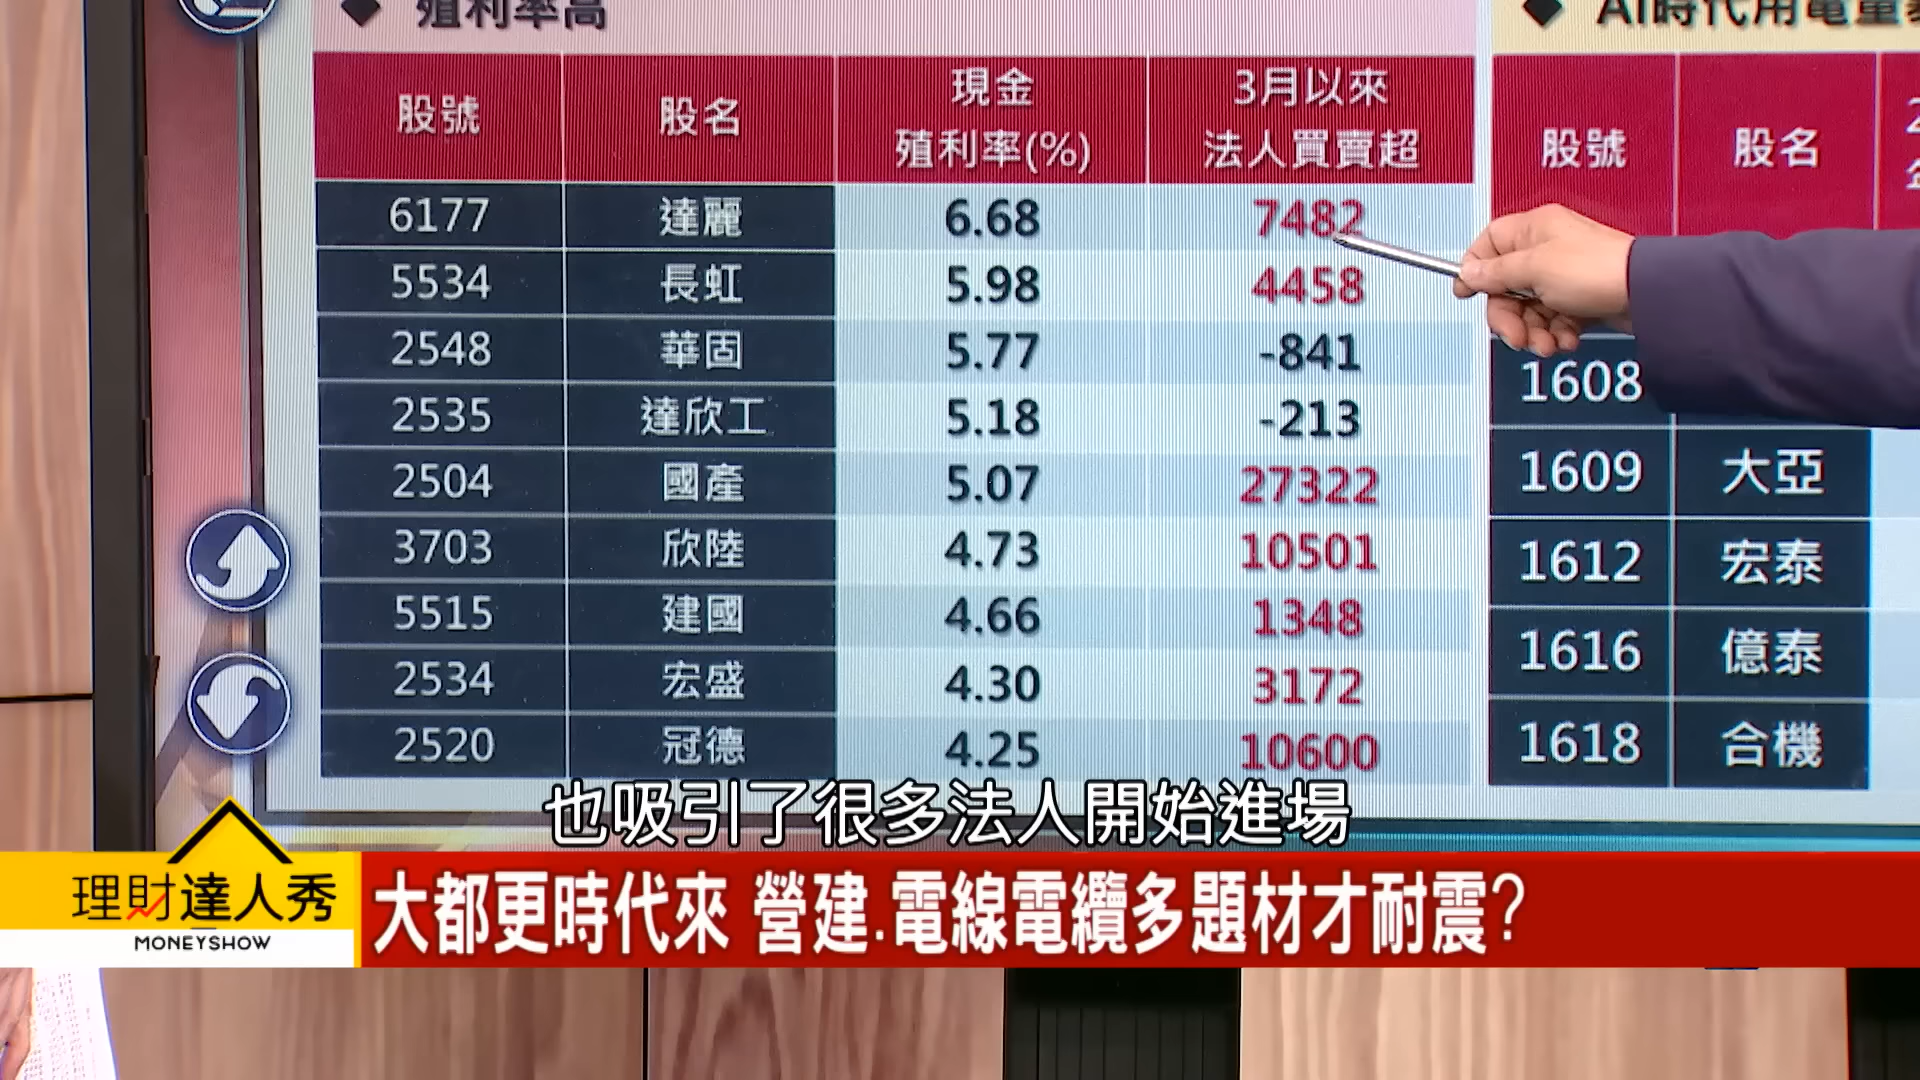 殖利率高
股號 股名 現金殖利率(%) 3月以來法人買賣超
6177 達麗 6.68 7482
5534 長虹 5.98 4458
2548 華固 5.77 -841
2535 達欣工 5.18 -213
2504 國產 5.07 27322
3703 欣陸 4.73 10501
5515 建國 4.66 1348
2534 宏盛 4.30 3172
2520 冠德 4.25 10600
AI時代用電量
股號 股名
1608
1609 大亞
1612 宏泰
1616 億泰
1618 合機
也吸引了很多法人開始進場
理財達人秀
MONEYSHOW
大都更時代來 營建.電線電纜多題材才耐震?